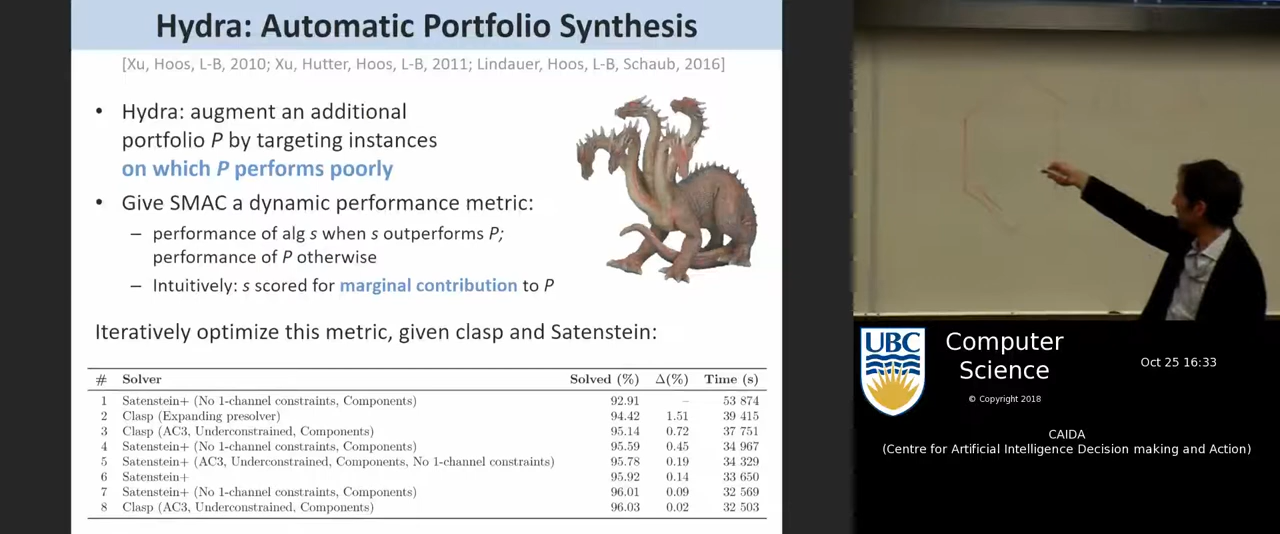 Hydra: Automatic Portfolio Synthesis
[Xu, Hoos, L-B, 2010; Xu, Hutter, Hoos, L-B, 2011; Lindauer, Hoos, L-B, Schaub, 2016]
• Hydra: augment an additional
portfolio P by targeting instances
on which P performs poorly
• Give SMAC a dynamic performance metric:
– performance of alg s when s outperforms P;
performance of P otherwise
– Intuitively: s scored for marginal contribution to P
Iteratively optimize this metric, given clasp and Satenstein:
# Solver Solved (%) Δ(%) Time (s)
1 Satenstein+ (No 1-channel constraints, Components) 92.91 – 53 874
2 Clasp (Expanding presolver) 94.42 1.51 39 415
3 Clasp (AC3, Underconstrained, Components) 95.14 0.72 37 751
4 Satenstein+ (No 1-channel constraints, Components) 95.59 0.45 34 967
5 Satenstein+ (AC3, Underconstrained, Components, No 1-channel constraints) 95.78 0.19 34 329
6 Satenstein+ 95.92 0.14 33 650
7 Satenstein+ (No 1-channel constraints, Components) 96.01 0.09 32 569
8 Clasp (AC3, Underconstrained, Components) 96.03 0.02 32 503
UBC
Computer
Science
© Copyright 2018
Oct 25 16:33
CAIDA
(Centre for Artificial Intelligence Decision making and Action)